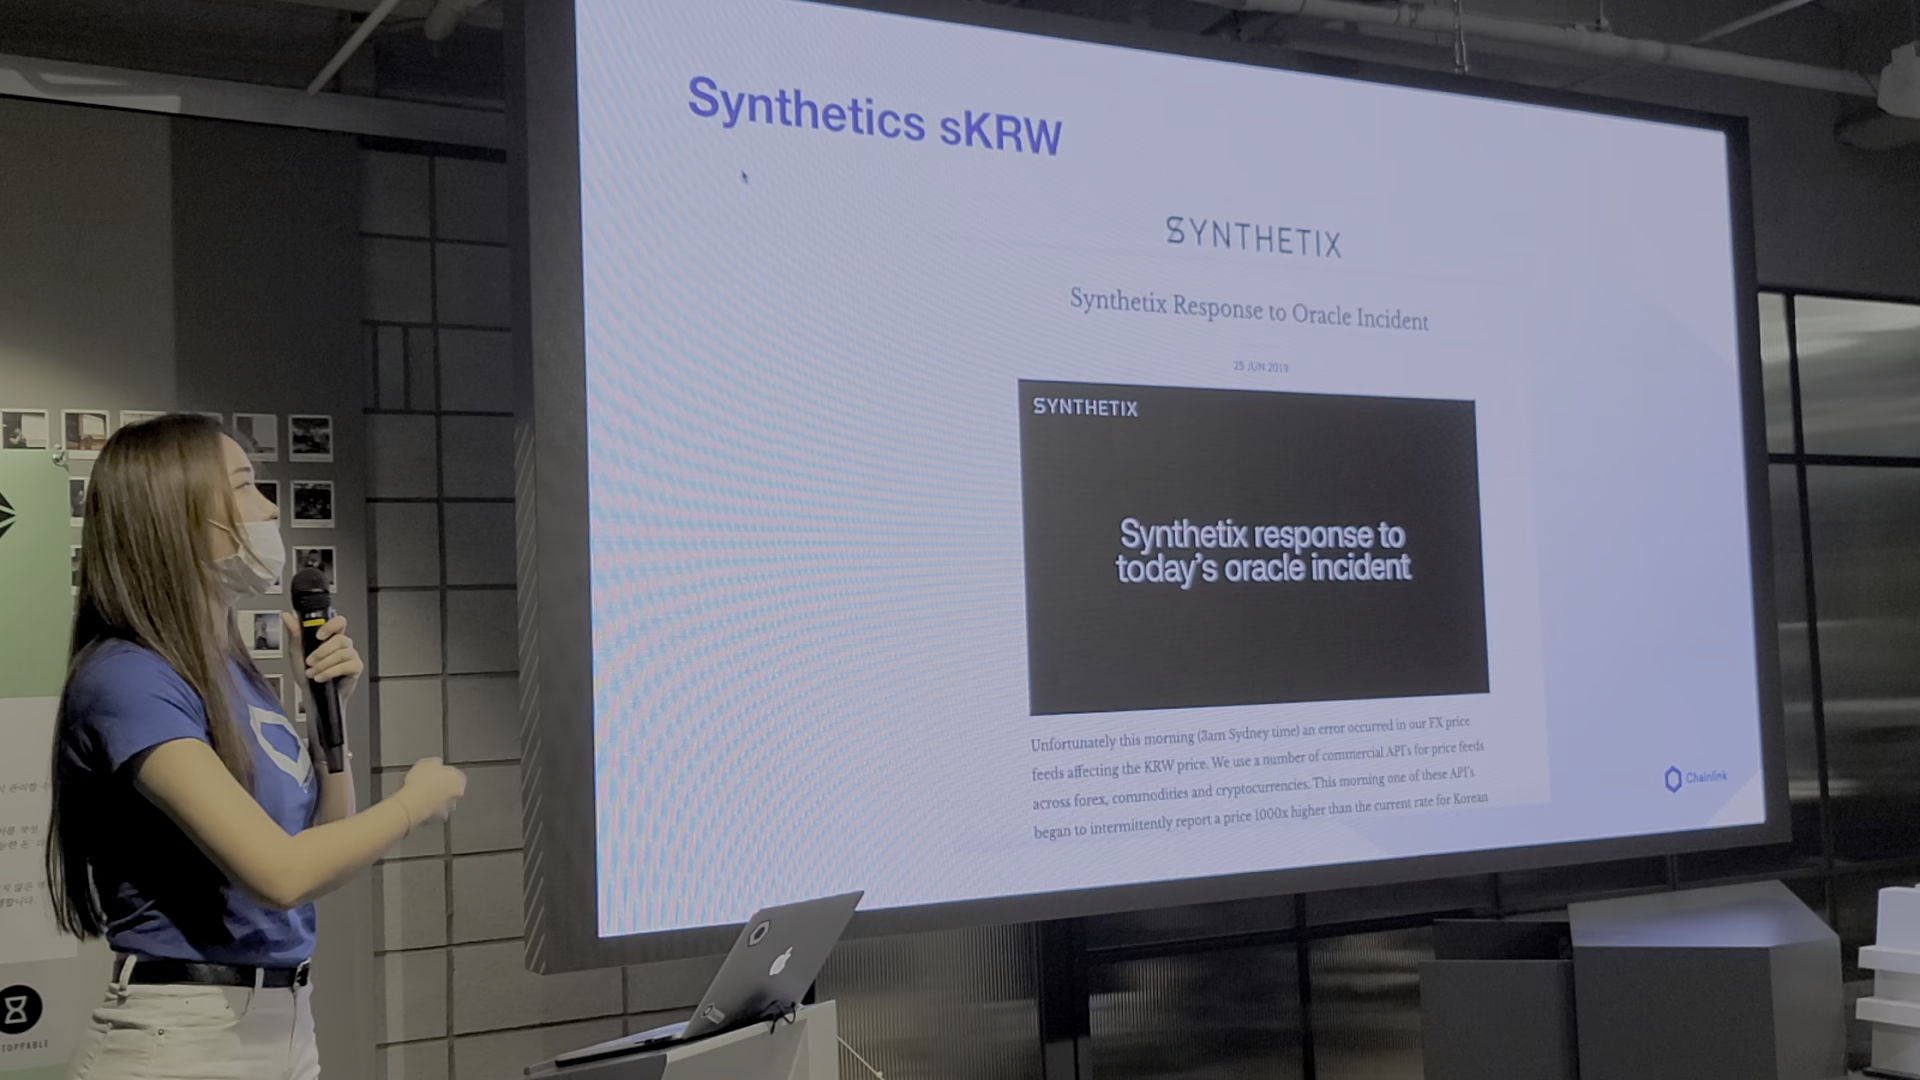 Synthetics sKRW
SYNTHETIX
Synthetix Response to Oracle Incident
25 JUN 2019
SYNTHETIX
Synthetix response to
today's oracle incident
Unfortunately this morning (3am Sydney time) an error occurred in our FX price
feeds affecting the KRW price. We use a number of commercial API's for price feeds
across forex, commodities and cryptocurrencies. This morning one of these API's
began to intermittently report a price 1000x higher than the current rate for Korean
Chainlink
TOPPABLE